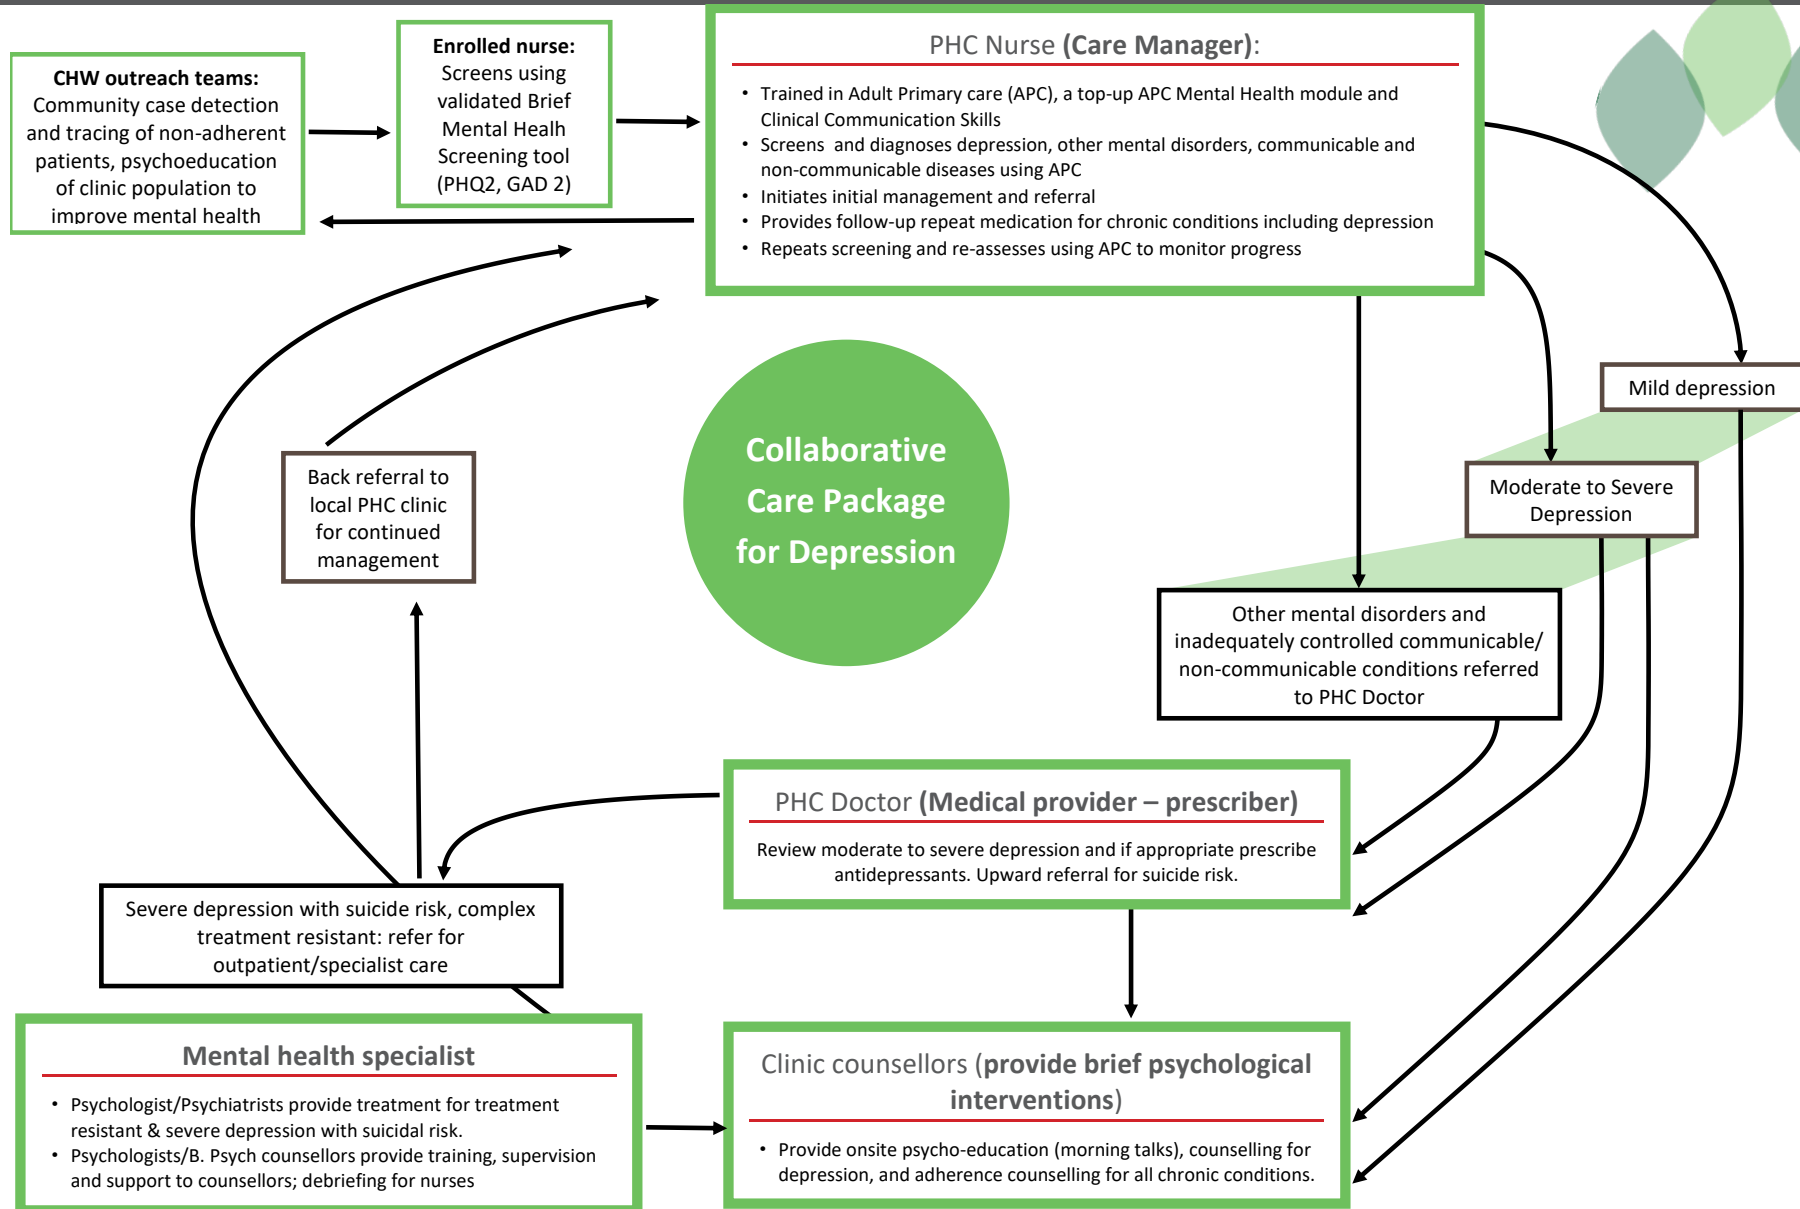 CHW outreach teams:
Community case detection
and tracing of non-adherent
patients, psychoeducation
of clinic population to
improve mental health
Enrolled nurse:
Screens using
validated Brief
Mental Healh
Screening tool
(PHQ2, GAD 2)
PHC Nurse (Care Manager):
• Trained in Adult Primary care (APC), a top-up APC Mental Health module and
Clinical Communication Skills
• Screens and diagnoses depression, other mental disorders, communicable and
non-communicable diseases using APC
• Initiates initial management and referral
• Provides follow-up repeat medication for chronic conditions including depression
• Repeats screening and re-assesses using APC to monitor progress
Mild depression
Moderate to Severe
Depression
Other mental disorders and
inadequately controlled communicable/
non-communicable conditions referred
to PHC Doctor
Collaborative
Care Package
for Depression
Back referral to
local PHC clinic
for continued
management
PHC Doctor (Medical provider – prescriber)
Review moderate to severe depression and if appropriate prescribe
antidepressants. Upward referral for suicide risk.
Severe depression with suicide risk, complex
treatment resistant: refer for
outpatient/specialist care
Mental health specialist
• Psychologist/Psychiatrists provide treatment for treatment
resistant & severe depression with suicidal risk.
• Psychologists/B. Psych counsellors provide training, supervision
and support to counsellors; debriefing for nurses
Clinic counsellors (provide brief psychological
interventions)
• Provide onsite psycho-education (morning talks), counselling for
depression, and adherence counselling for all chronic conditions.